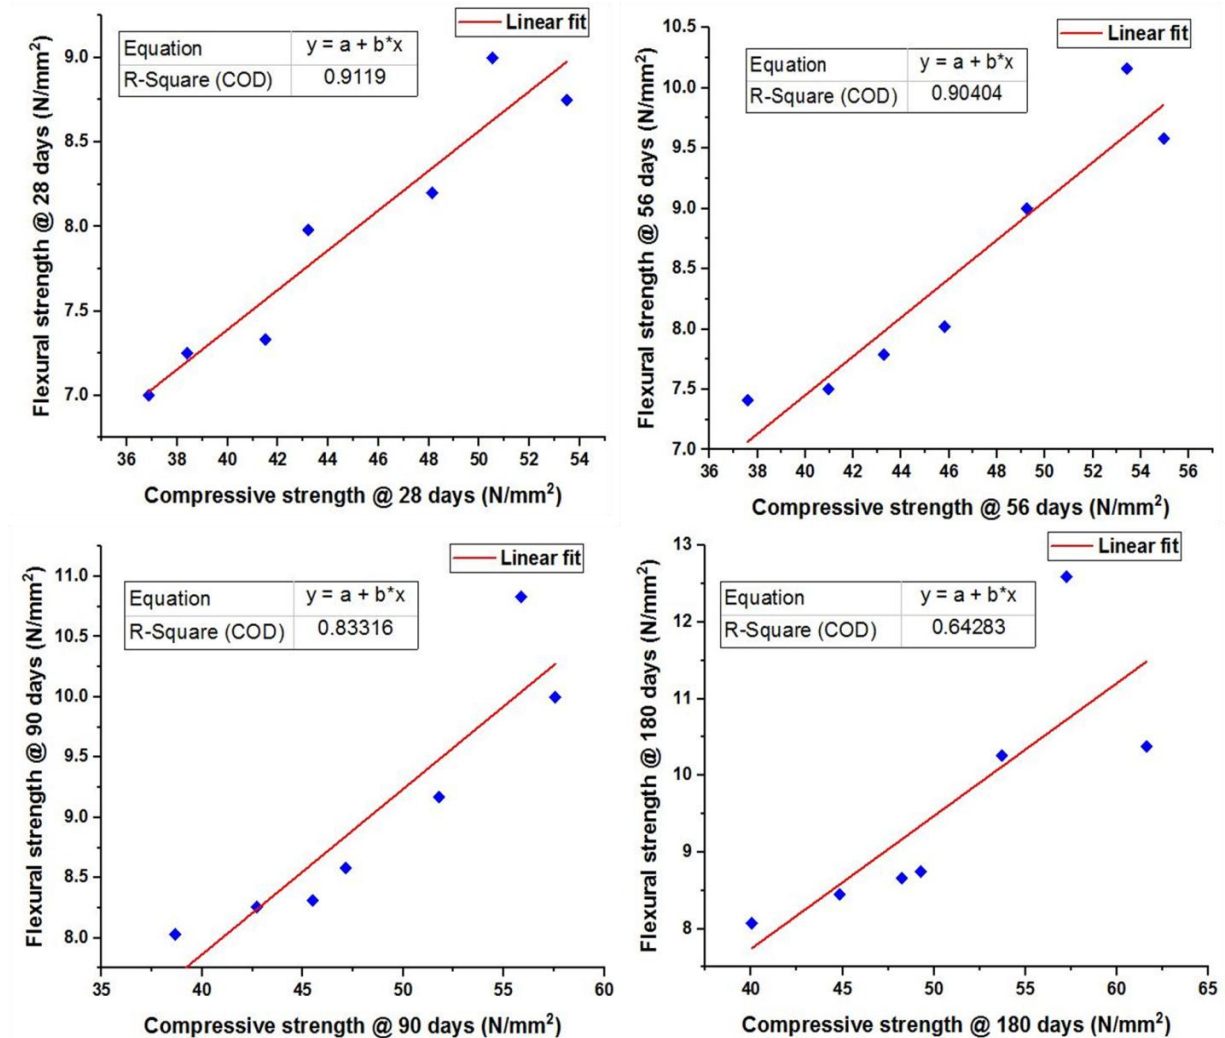 Linear fit
Equation y = a + b*x
R-Square (COD) 0.9119
Flexural strength @ 28 days (N/mm²)
9.0
8.5
8.0
7.5
7.0
36 38 40 42 44 46 48 50 52 54
Compressive strength @ 28 days (N/mm²)
Linear fit
Equation y = a + b*x
R-Square (COD) 0.90404
Flexural strength @ 56 days (N/mm²)
10.5
10.0
9.5
9.0
8.5
8.0
7.5
7.0
36 38 40 42 44 46 48 50 52 54 56
Compressive strength @ 56 days (N/mm²)
Linear fit
Equation y = a + b*x
R-Square (COD) 0.83316
Flexural strength @ 90 days (N/mm²)
11.0
10.5
10.0
9.5
9.0
8.5
8.0
35 40 45 50 55 60
Compressive strength @ 90 days (N/mm²)
Linear fit
Equation y = a + b*x
R-Square (COD) 0.64283
Flexural strength @ 180 days (N/mm²)
13
12
11
10
9
8
40 45 50 55 60 65
Compressive strength @ 180 days (N/mm²)